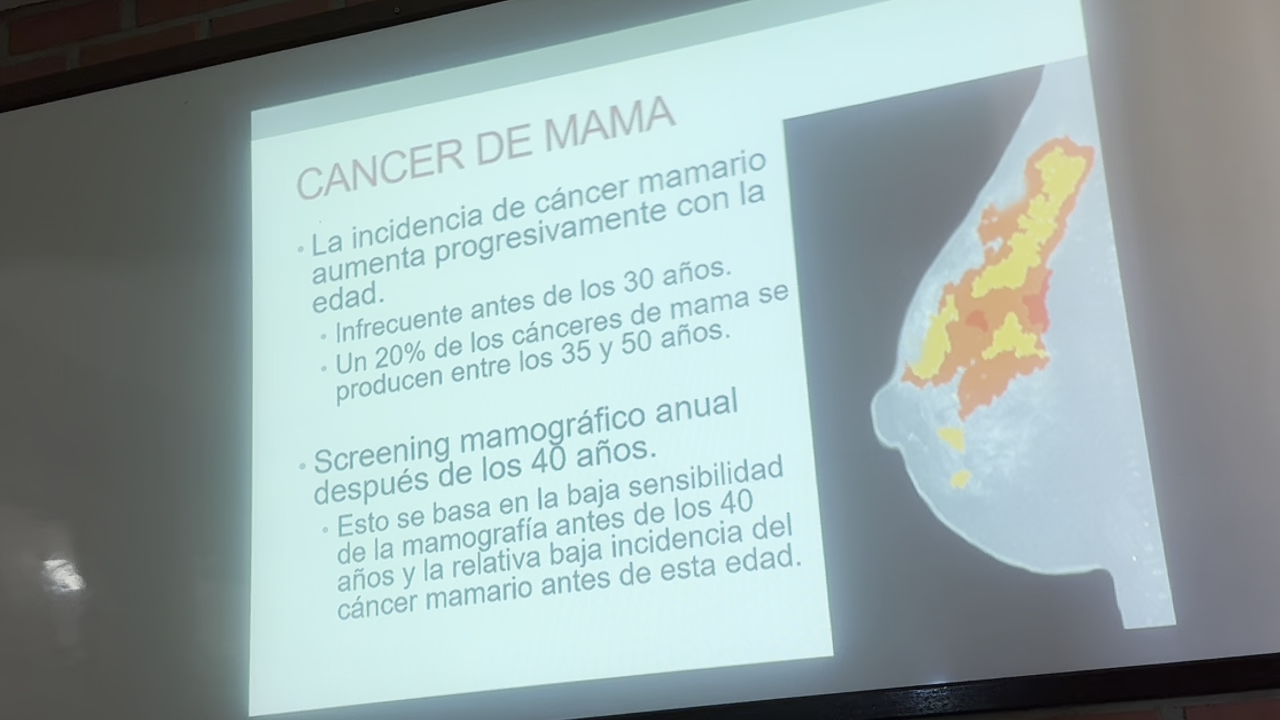 CANCER DE MAMA
• La incidencia de cáncer mamario
aumenta progresivamente con la
edad.
• Infrecuente antes de los 30 años.
• Un 20% de los cánceres de mama se
producen entre los 35 y 50 años.
• Screening mamográfico anual
después de los 40 años.
• Esto se basa en la baja sensibilidad
de la mamografía antes de los 40
años y la relativa baja incidencia del
cáncer mamario antes de esta edad.